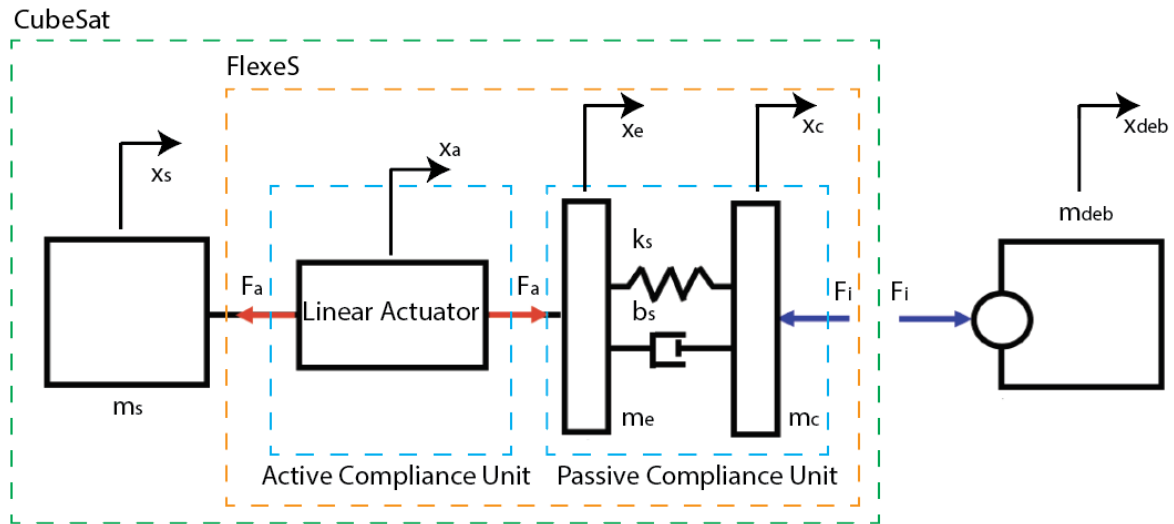 CubeSat
FlexeS
xs
xa
xe
xc
xdeb
mdeb
Fa
Linear Actuator
Fa
ks
bs
Fi
Fi
ms
me
mc
Active Compliance Unit
Passive Compliance Unit